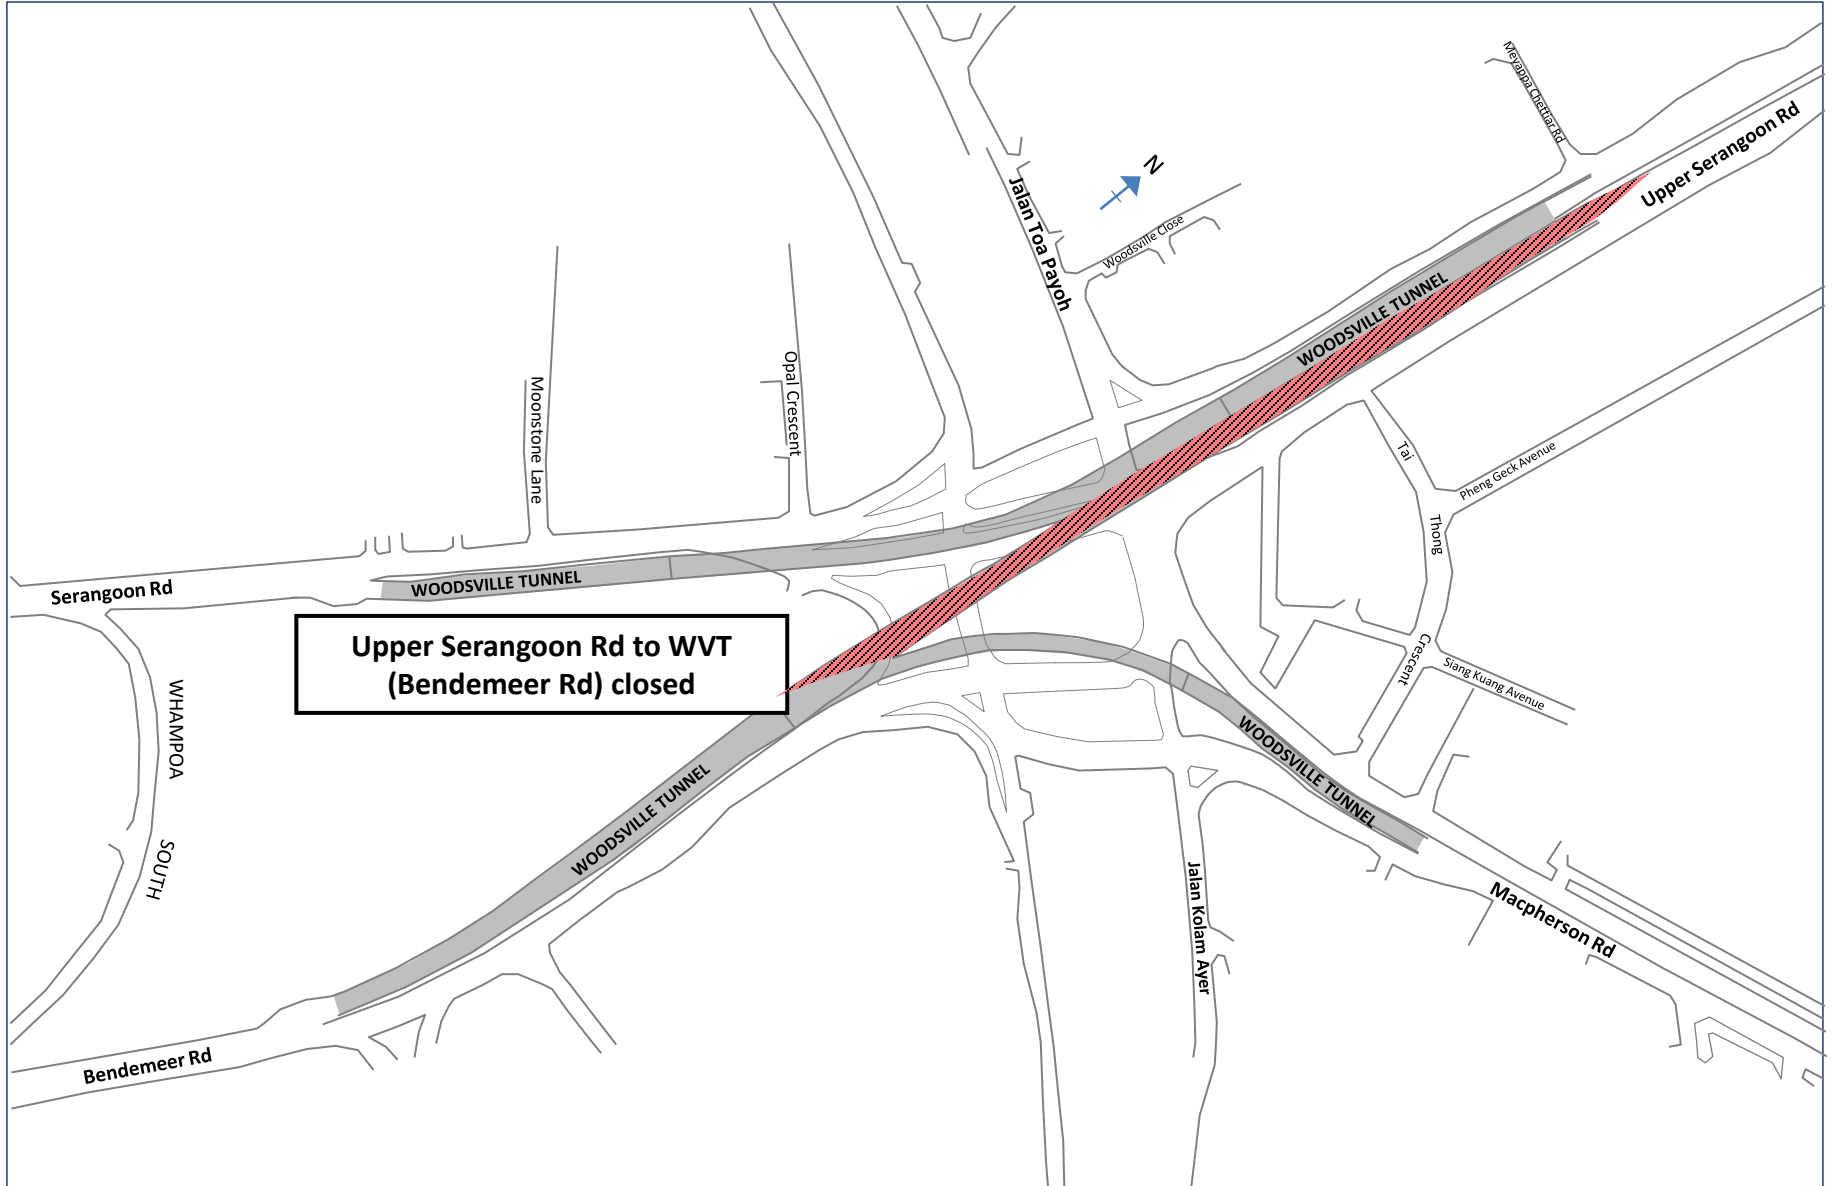 Meyappa Chettiar Rd
Upper Serangoon Rd
N
Jalan Toa Payoh
Woodsville Close
WOODSVILLE TUNNEL
Opal Crescent
Moonstone Lane
Tai
Thong
Crescent
Pheng Geck Avenue
WOODSVILLE TUNNEL
Serangoon Rd
Upper Serangoon Rd to WVT
(Bendemeer Rd) closed
Siang Kuang Avenue
WHAMPOA
SOUTH
WOODSVILLE TUNNEL
WOODSVILLE TUNNEL
Jalan Kolam Ayer
Macpherson Rd
Bendemeer Rd